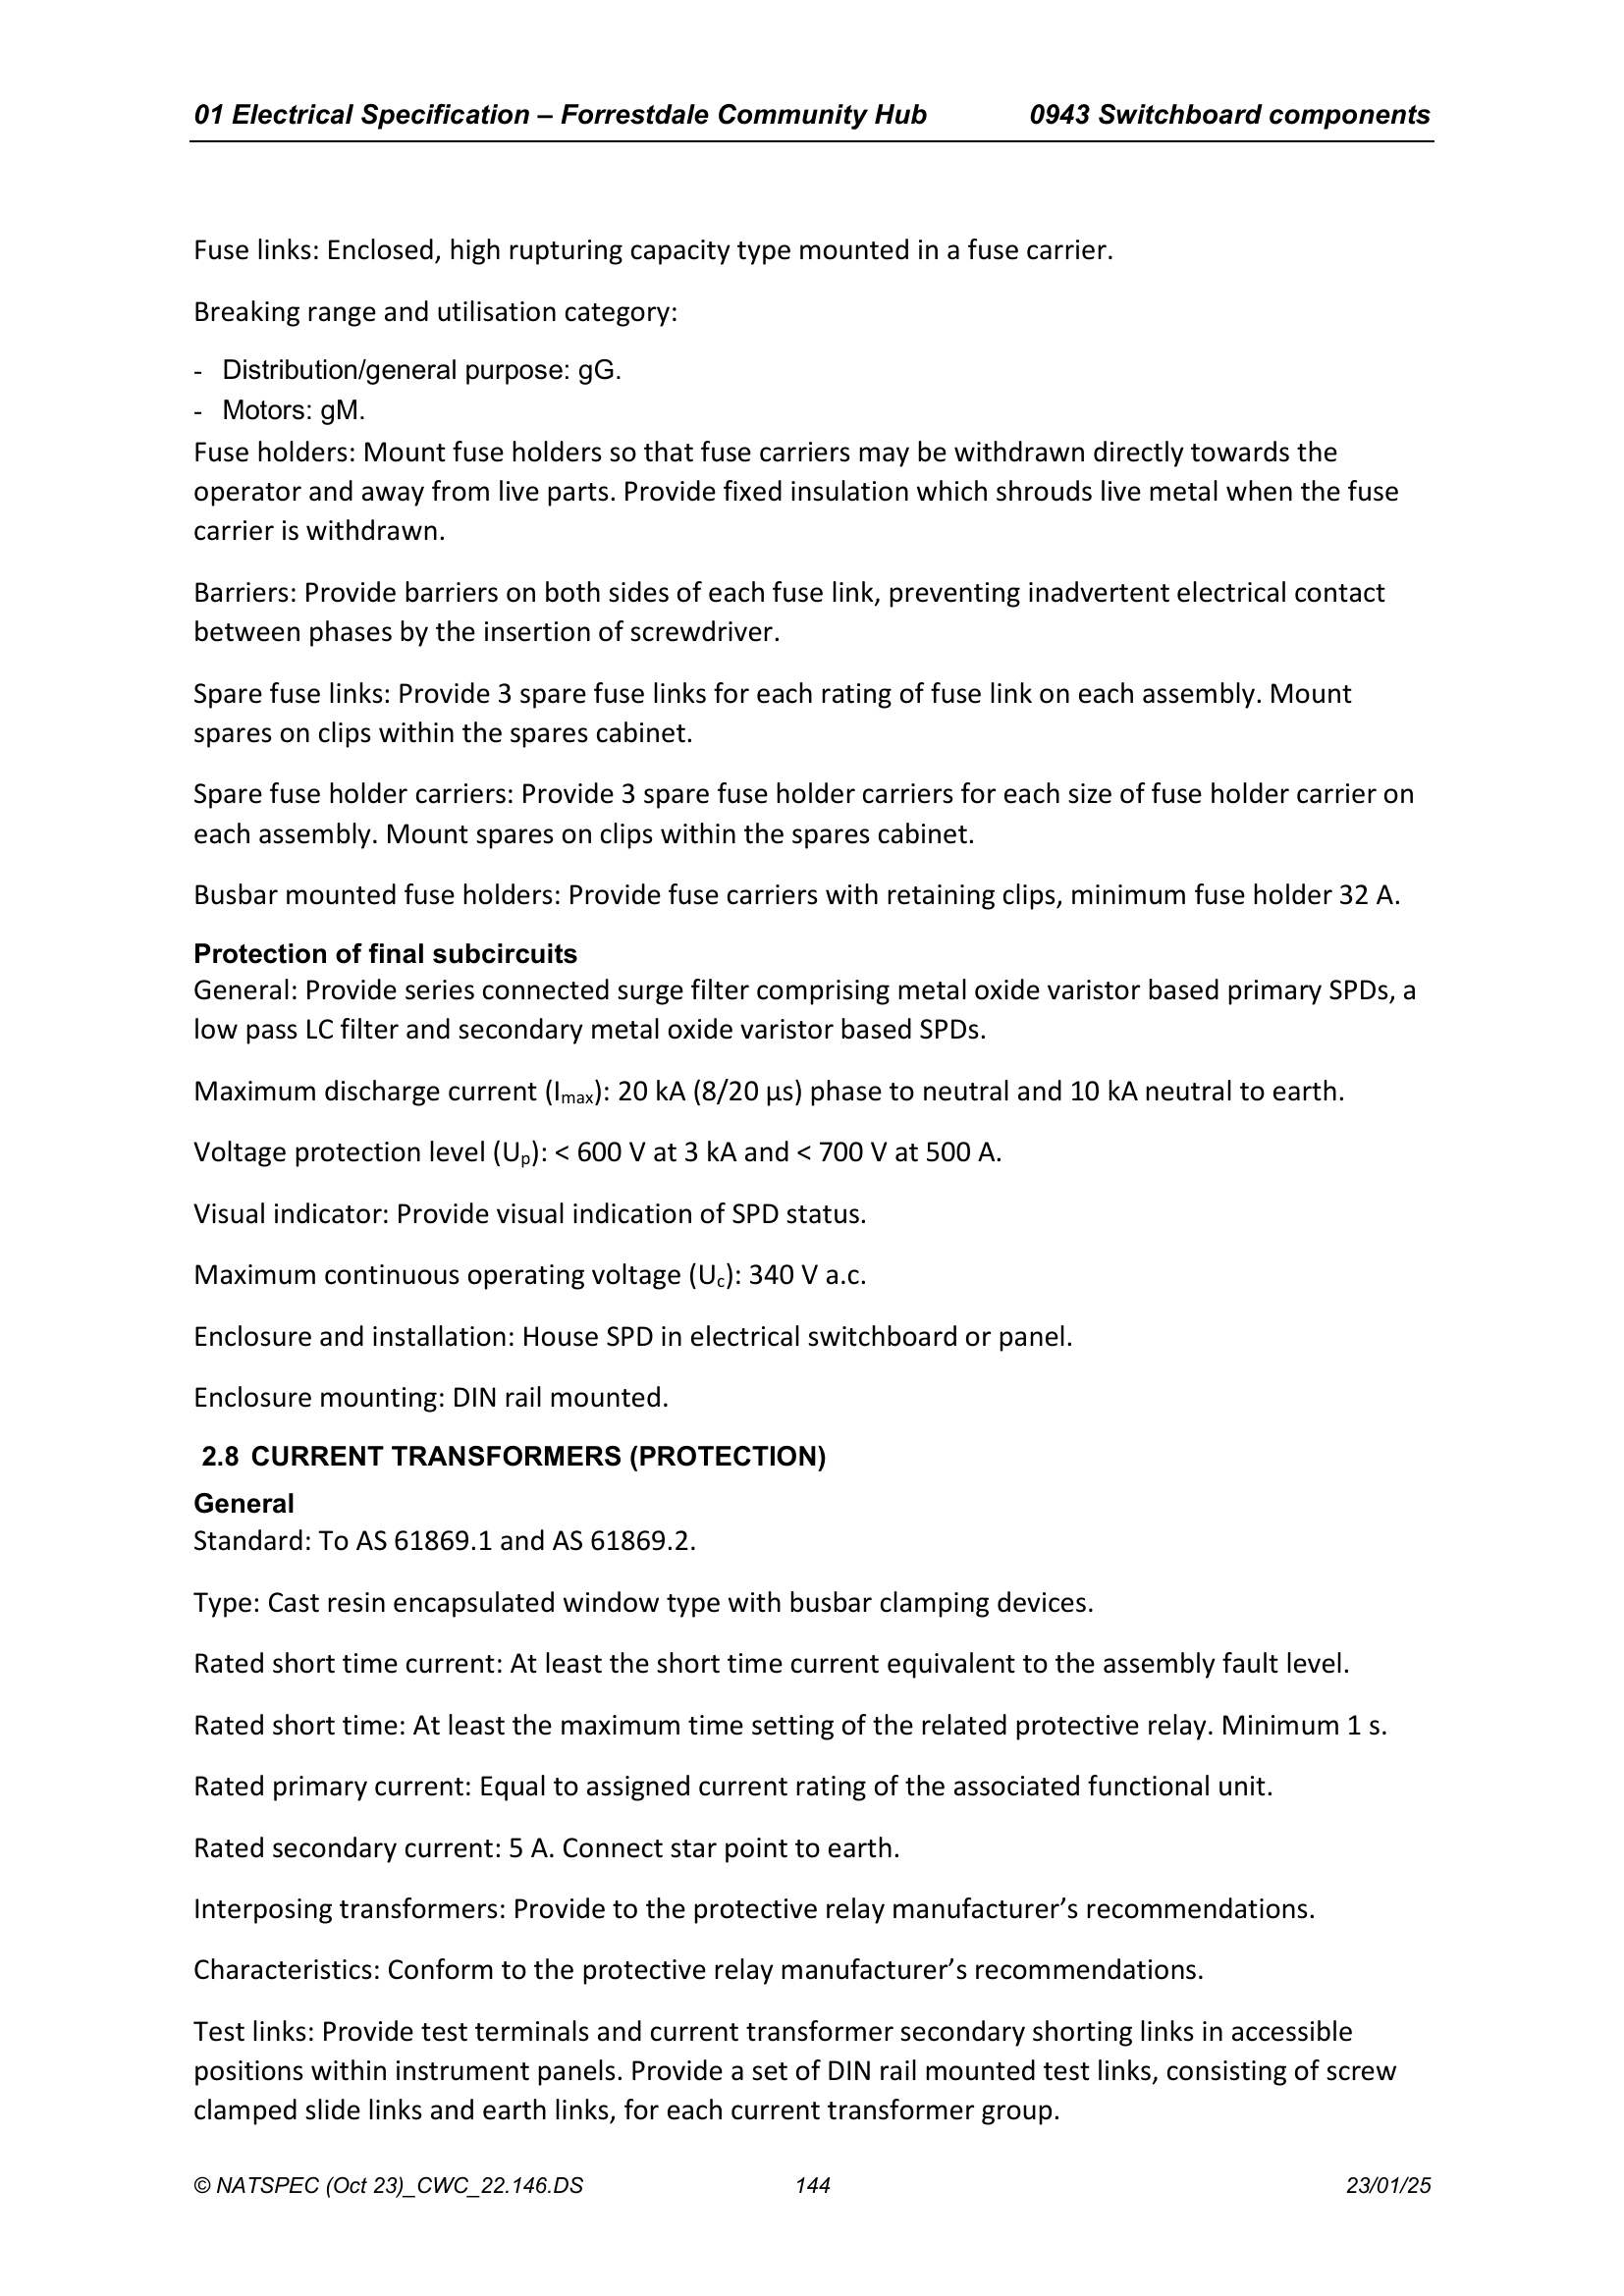 01 Electrical Specification – Forrestdale Community Hub 0943 Switchboard components
Fuse links: Enclosed, high rupturing capacity type mounted in a fuse carrier.
Breaking range and utilisation category:
- Distribution/general purpose: gG.
- Motors: gM.
Fuse holders: Mount fuse holders so that fuse carriers may be withdrawn directly towards the
operator and away from live parts. Provide fixed insulation which shrouds live metal when the fuse
carrier is withdrawn.
Barriers: Provide barriers on both sides of each fuse link, preventing inadvertent electrical contact
between phases by the insertion of screwdriver.
Spare fuse links: Provide 3 spare fuse links for each rating of fuse link on each assembly. Mount
spares on clips within the spares cabinet.
Spare fuse holder carriers: Provide 3 spare fuse holder carriers for each size of fuse holder carrier on
each assembly. Mount spares on clips within the spares cabinet.
Busbar mounted fuse holders: Provide fuse carriers with retaining clips, minimum fuse holder 32 A.
Protection of final subcircuits
General: Provide series connected surge filter comprising metal oxide varistor based primary SPDs, a
low pass LC filter and secondary metal oxide varistor based SPDs.
Maximum discharge current (Imax): 20 kA (8/20 µs) phase to neutral and 10 kA neutral to earth.
Voltage protection level (Up): < 600 V at 3 kA and < 700 V at 500 A.
Visual indicator: Provide visual indication of SPD status.
Maximum continuous operating voltage (Uc): 340 V a.c.
Enclosure and installation: House SPD in electrical switchboard or panel.
Enclosure mounting: DIN rail mounted.
2.8 CURRENT TRANSFORMERS (PROTECTION)
General
Standard: To AS 61869.1 and AS 61869.2.
Type: Cast resin encapsulated window type with busbar clamping devices.
Rated short time current: At least the short time current equivalent to the assembly fault level.
Rated short time: At least the maximum time setting of the related protective relay. Minimum 1 s.
Rated primary current: Equal to assigned current rating of the associated functional unit.
Rated secondary current: 5 A. Connect star point to earth.
Interposing transformers: Provide to the protective relay manufacturer’s recommendations.
Characteristics: Conform to the protective relay manufacturer’s recommendations.
Test links: Provide test terminals and current transformer secondary shorting links in accessible
positions within instrument panels. Provide a set of DIN rail mounted test links, consisting of screw
clamped slide links and earth links, for each current transformer group.
© NATSPEC (Oct 23)_CWC_22.146.DS 144 23/01/25